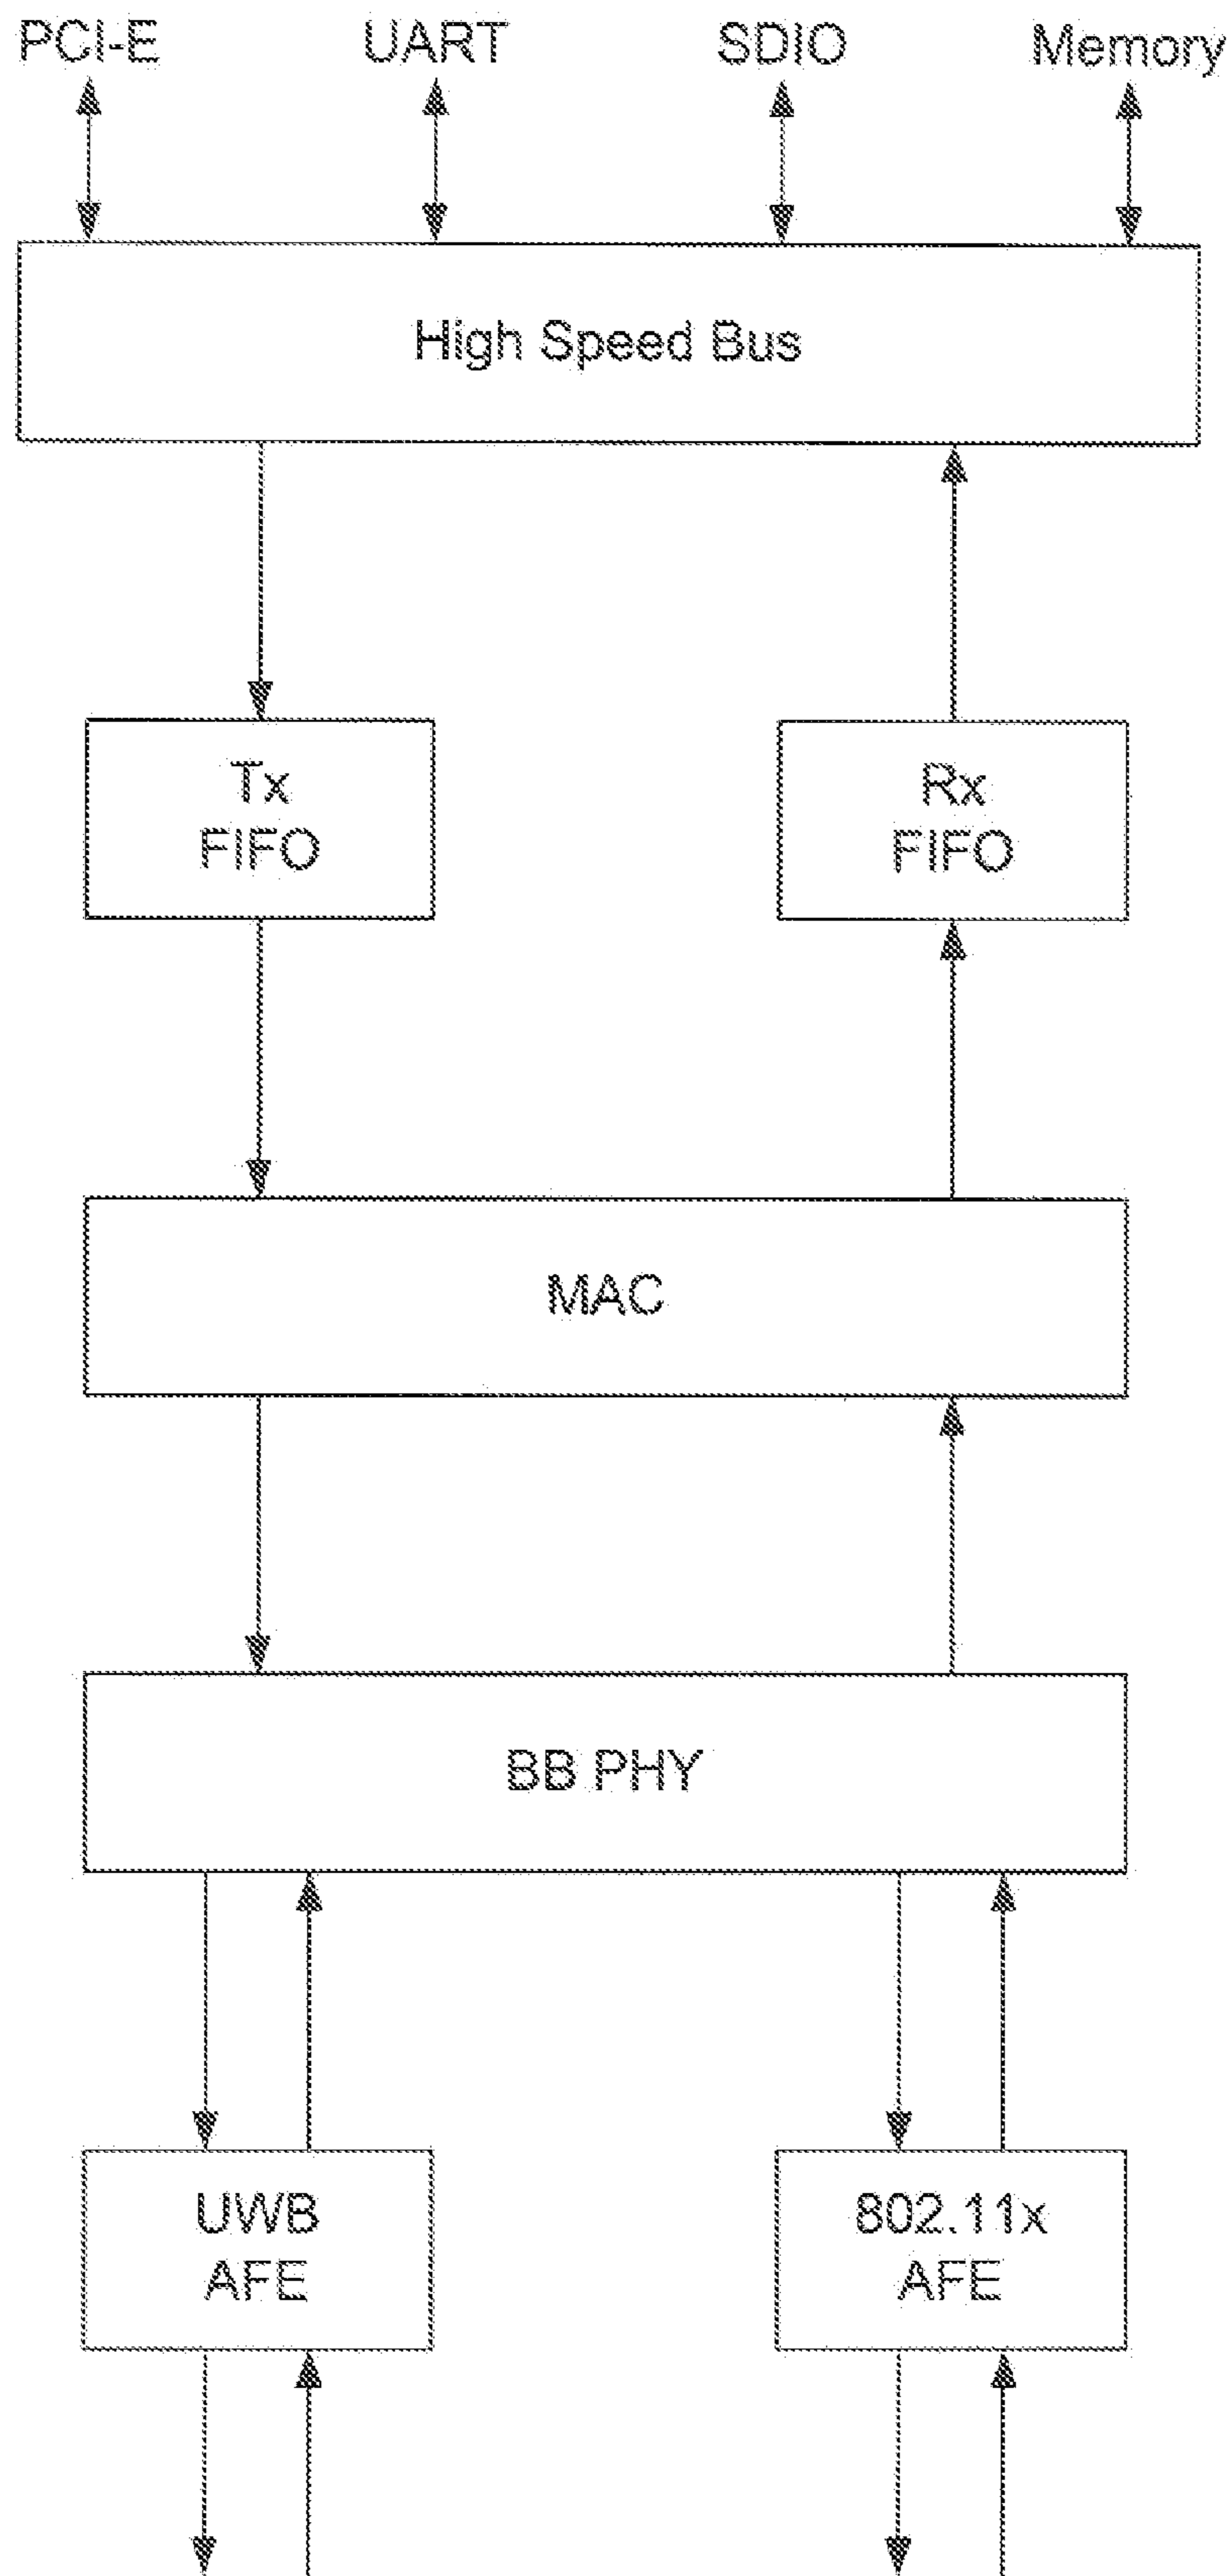 PCI-E UART SDIO Memory
High Speed Bus
Tx
FIFO
Rx
FIFO
MAC
BB PHY
UWB
AFE
802.11x
AFE